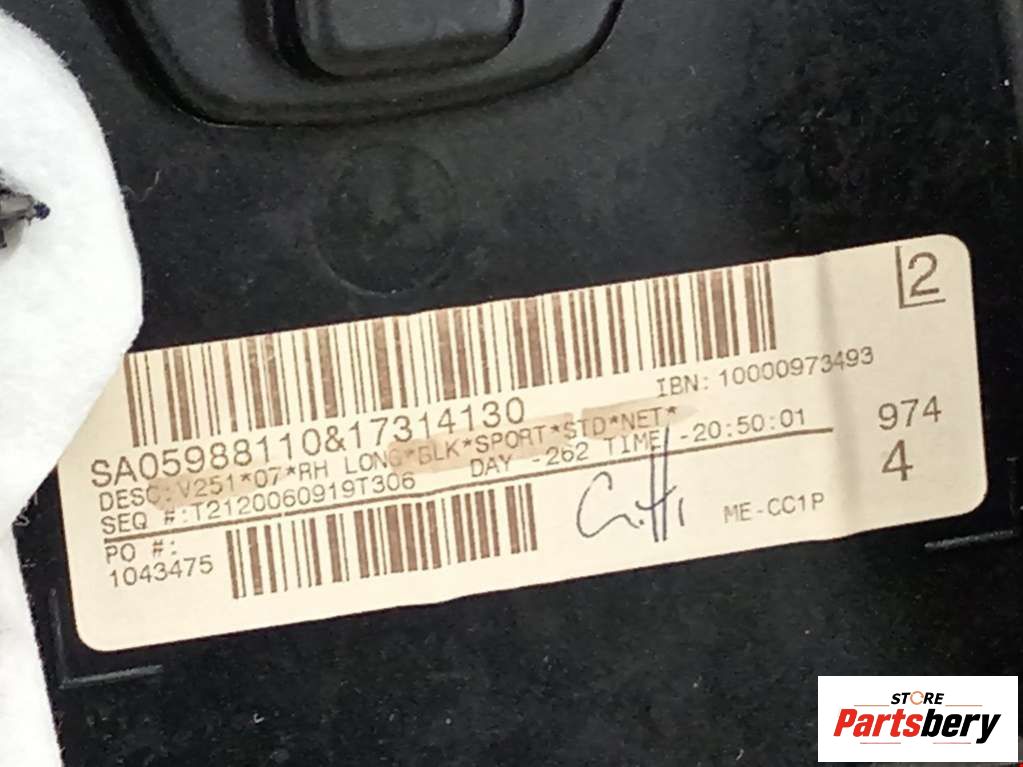 2
SA05988110&17314130
IBN: 10000973493
DESC:V251*07*RH LONG*BLK*SPORT*STD*NET*
SEQ #:T2120060919T306 DAY -262 TIME -20:50:01
974
4
PO #:
1043475
ME-CC1P
STORE
Partsbery